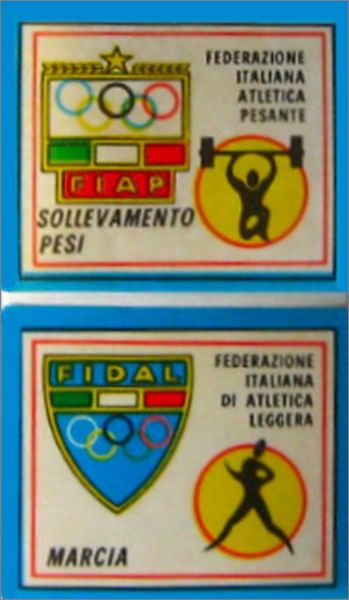 FEDERAZIONE
ITALIANA
ATLETICA
PESANTE
FIAP
SOLLEVAMENTO
PESI
FIDAL
FEDERAZIONE
ITALIANA
DI ATLETICA
LEGGERA
MARCIA